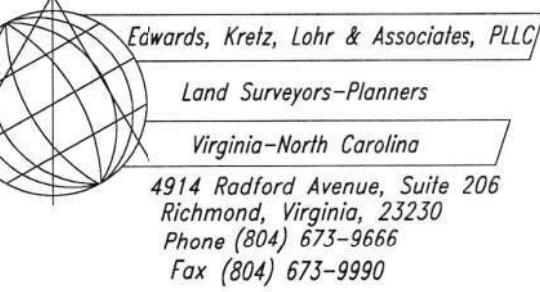 Edwards, Kretz, Lohr & Associates, PLLC
Land Surveyors-Planners
Virginia-North Carolina
4914 Radford Avenue, Suite 206
Richmond, Virginia, 23230
Phone (804) 673-9666
Fax (804) 673-9990